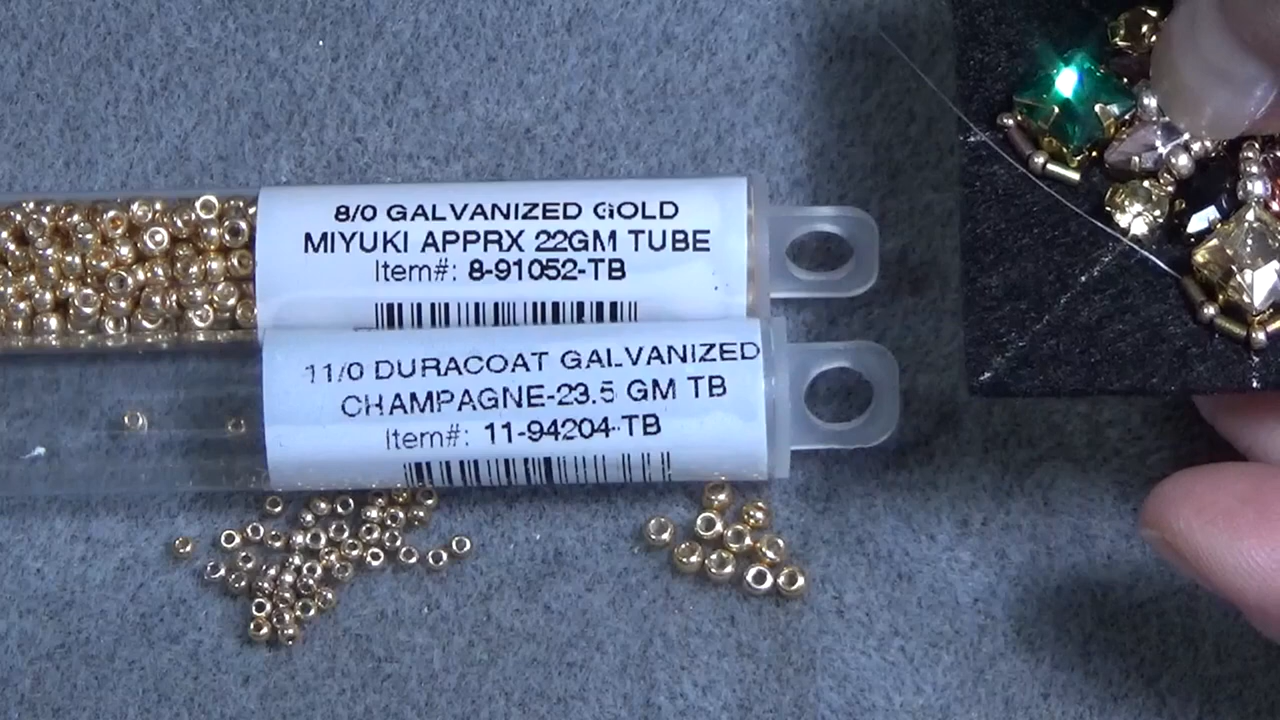 8/0 GALVANIZED GOLD
MIYUKI APPRX 22GM TUBE
Item#: 8-91052-TB
11/0 DURACOAT GALVANIZED
CHAMPAGNE-23.5 GM TB
Item#: 11-94204-TB